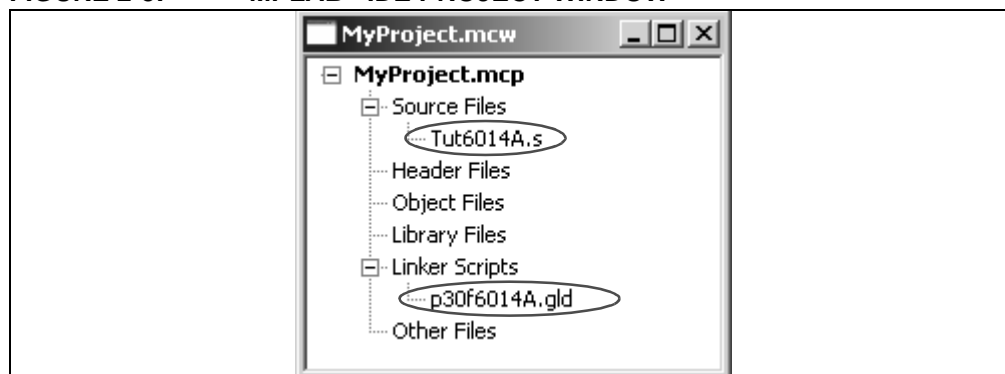 MyProject.mcw
MyProject.mcp
Source Files
Tut6014A.s
Header Files
Object Files
Library Files
Linker Scripts
p30f6014A.gld
Other Files